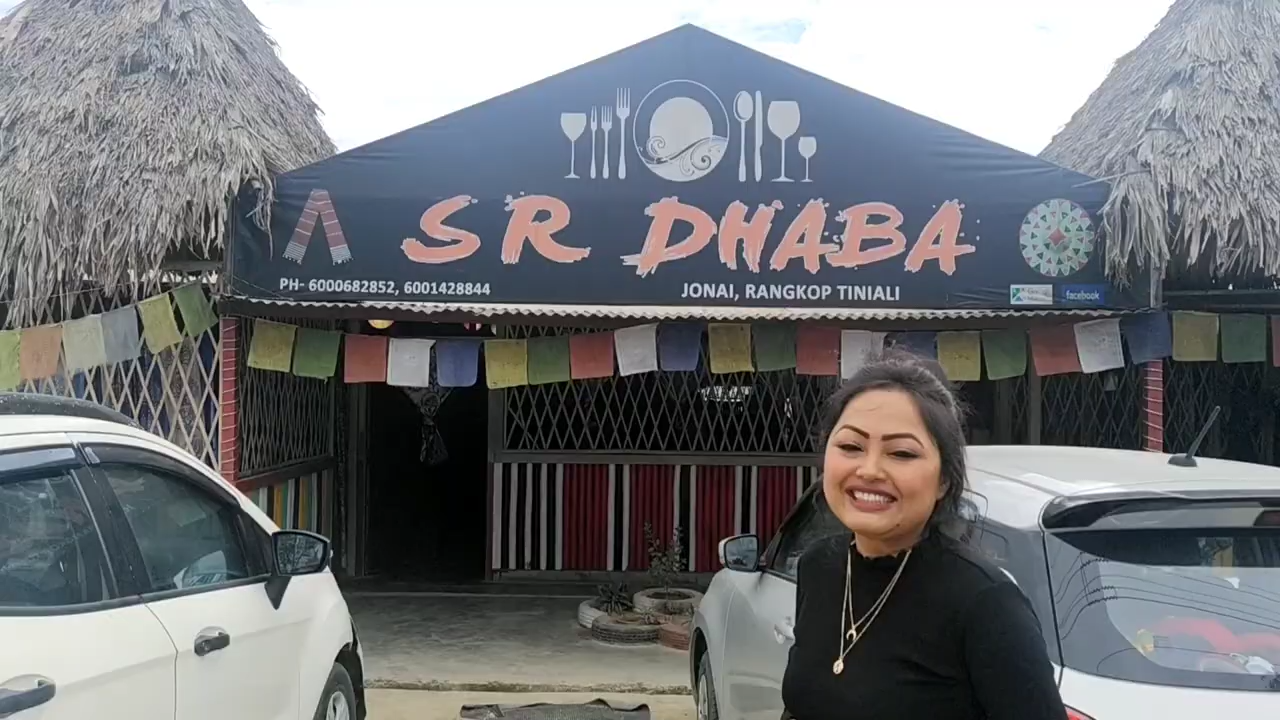 SR DHABA
PH- 6000682852, 6001428844
JONAI, RANGKOP TINIALI
facebook